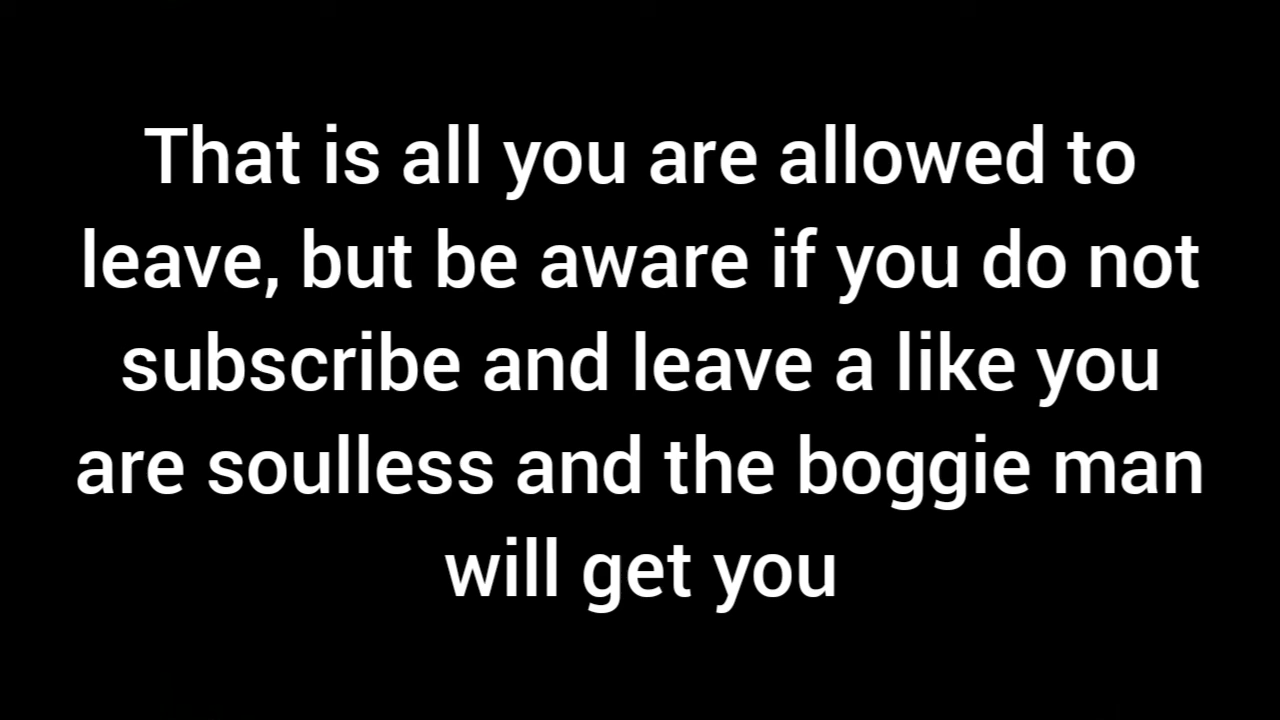 That is all you are allowed to
leave, but be aware if you do not
subscribe and leave a like you
are soulless and the boggie man
will get you